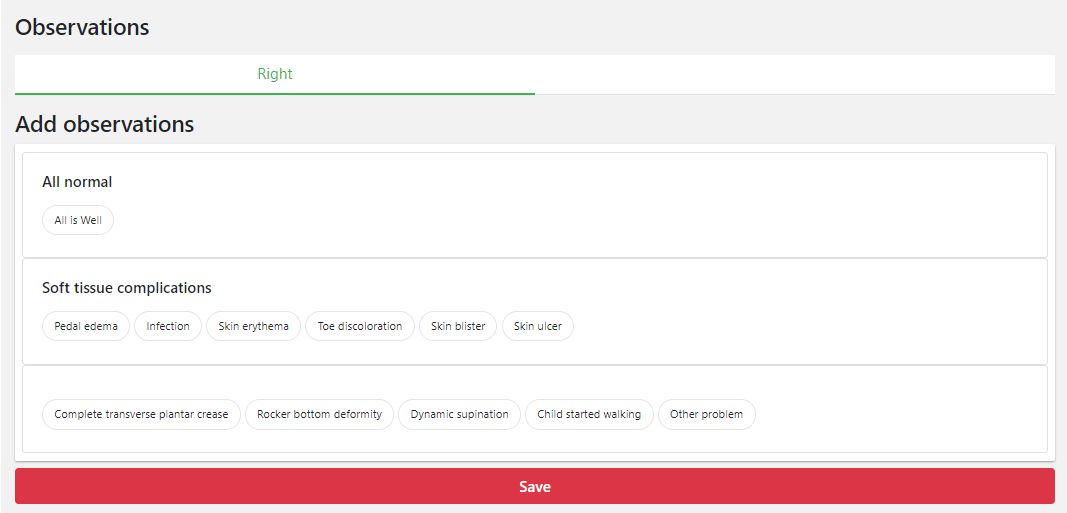 Observations
Right
Add observations
All normal
All is Well
Soft tissue complications
Pedal edema Infection Skin erythema Toe discoloration Skin blister Skin ulcer
Complete transverse plantar crease Rocker bottom deformity Dynamic supination Child started walking Other problem
Save